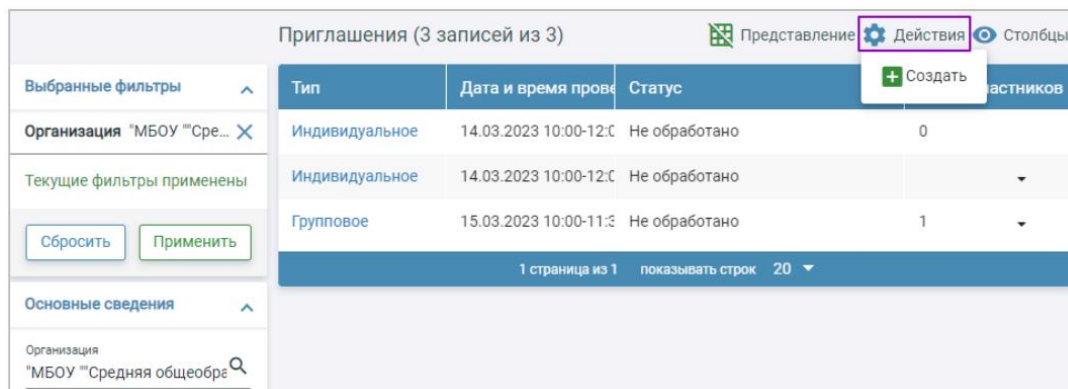 Приглашения (3 записей из 3) Представление Действия Столбцы
Создать
Выбранные фильтры
Организация "МБОУ ""Сре...
Текущие фильтры применены
Сбросить Применить
Основные сведения
Организация
"МБОУ ""Средняя общеобра
Тип Дата и время прове Статус астников
Индивидуальное 14.03.2023 10:00-12:0 Не обработано 0
Индивидуальное 14.03.2023 10:00-12:0 Не обработано
Групповое 15.03.2023 10:00-11:3 Не обработано 1
1 страница из 1 показывать строк 20